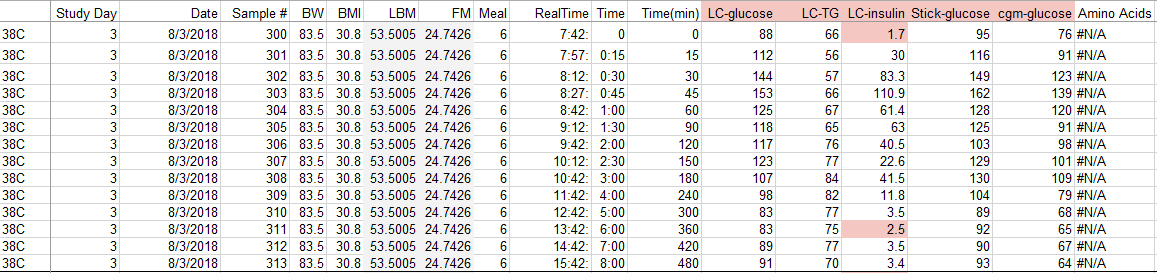 Study Day Date Sample # BW BMI LBM FM Meal RealTime Time Time(min) LC-glucose LC-TG LC-insulin Stick-glucose cgm-glucose Amino Acids
38C 3 8/3/2018 300 83.5 30.8 53.5005 24.7426 6 7:42: 0 0 88 66 1.7 95 76 #N/A
38C 3 8/3/2018 301 83.5 30.8 53.5005 24.7426 6 7:57: 0:15 15 112 56 30 116 91 #N/A
38C 3 8/3/2018 302 83.5 30.8 53.5005 24.7426 6 8:12: 0:30 30 144 57 83.3 149 123 #N/A
38C 3 8/3/2018 303 83.5 30.8 53.5005 24.7426 6 8:27: 0:45 45 153 66 110.9 162 139 #N/A
38C 3 8/3/2018 304 83.5 30.8 53.5005 24.7426 6 8:42: 1:00 60 125 67 61.4 128 120 #N/A
38C 3 8/3/2018 305 83.5 30.8 53.5005 24.7426 6 9:12: 1:30 90 118 65 63 125 91 #N/A
38C 3 8/3/2018 306 83.5 30.8 53.5005 24.7426 6 9:42: 2:00 120 117 76 40.5 103 98 #N/A
38C 3 8/3/2018 307 83.5 30.8 53.5005 24.7426 6 10:12: 2:30 150 123 77 22.6 129 101 #N/A
38C 3 8/3/2018 308 83.5 30.8 53.5005 24.7426 6 10:42: 3:00 180 107 84 41.5 130 109 #N/A
38C 3 8/3/2018 309 83.5 30.8 53.5005 24.7426 6 11:42: 4:00 240 98 82 11.8 104 79 #N/A
38C 3 8/3/2018 310 83.5 30.8 53.5005 24.7426 6 12:42: 5:00 300 83 77 3.5 89 68 #N/A
38C 3 8/3/2018 311 83.5 30.8 53.5005 24.7426 6 13:42: 6:00 360 83 75 2.5 92 65 #N/A
38C 3 8/3/2018 312 83.5 30.8 53.5005 24.7426 6 14:42: 7:00 420 89 77 3.5 90 67 #N/A
38C 3 8/3/2018 313 83.5 30.8 53.5005 24.7426 6 15:42: 8:00 480 91 70 3.4 93 64 #N/A